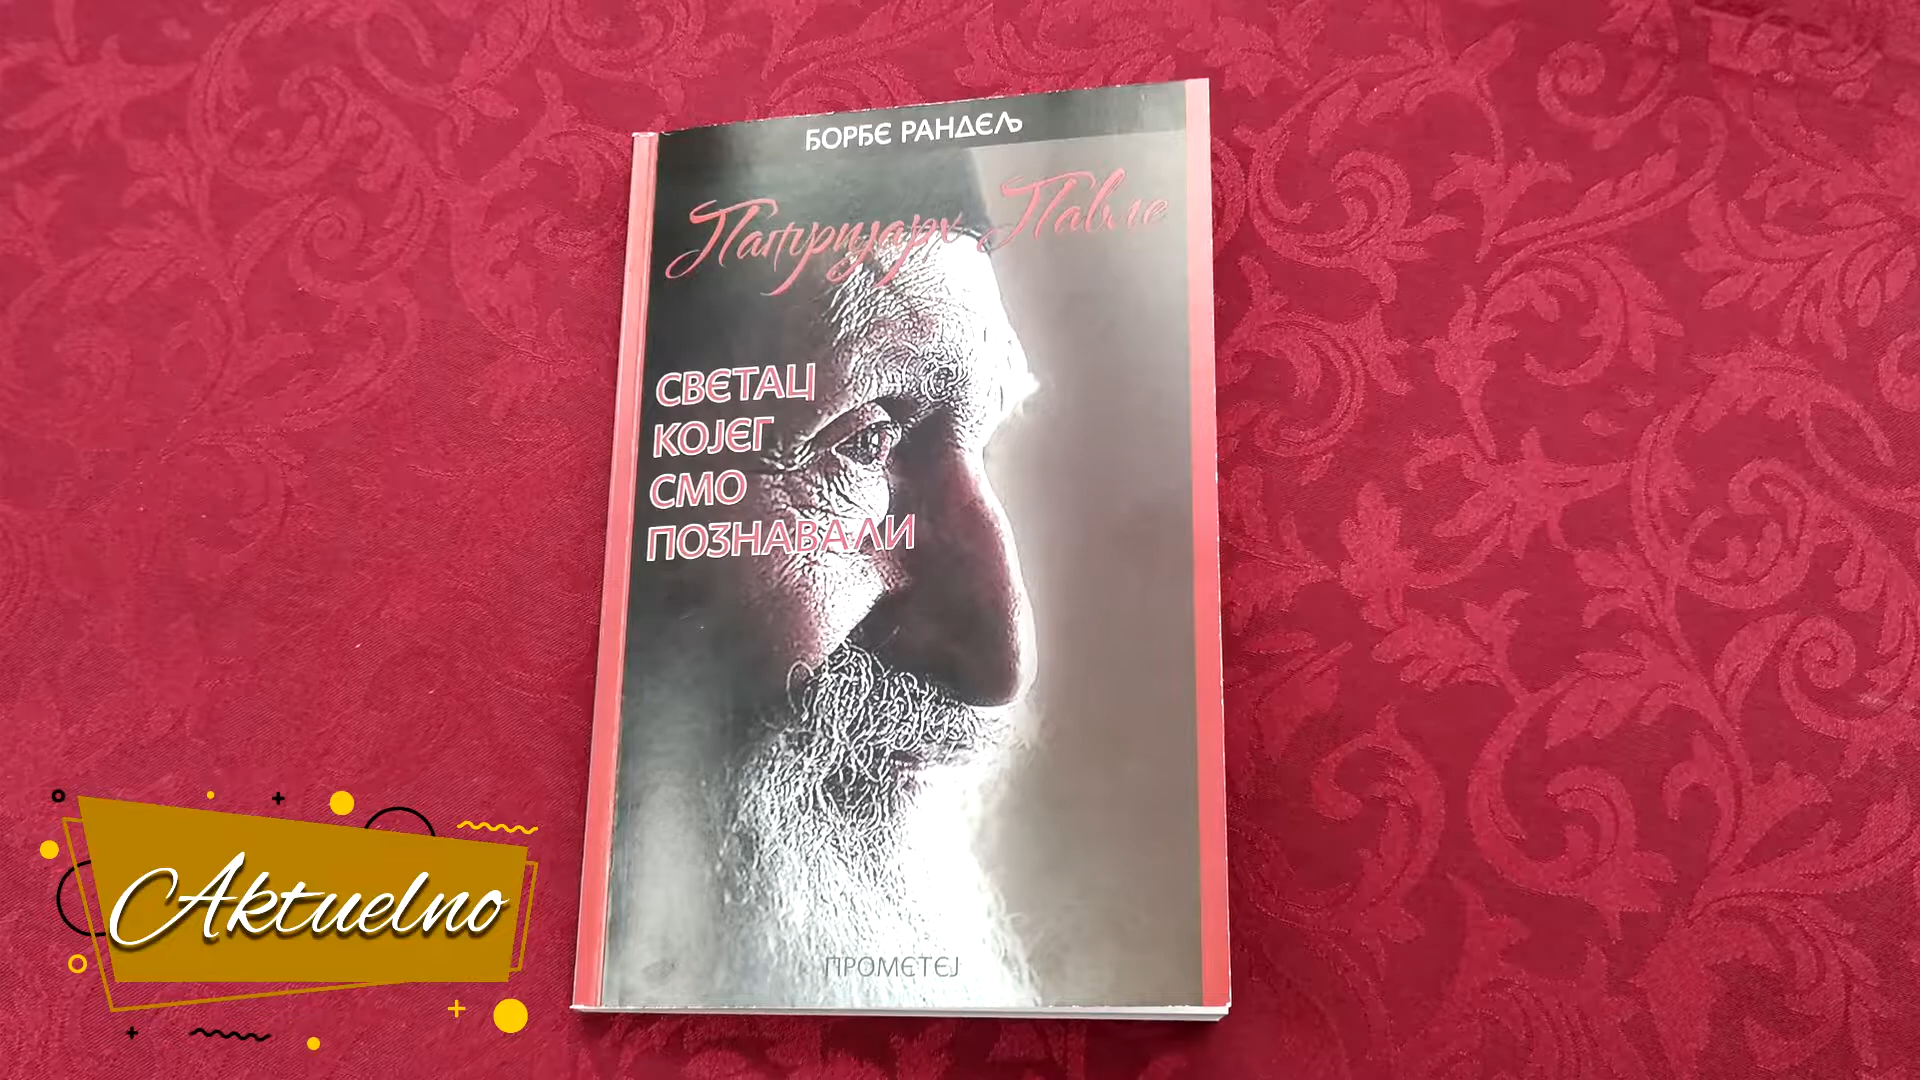 ЂОРЂЕ РАНДЕЉ
Патријарх Павле
СВЕТАЦ
КОЈЕГ
СМО
ПОЗНАВАЛИ
ПРОМЕТЕЈ
Aktuelno